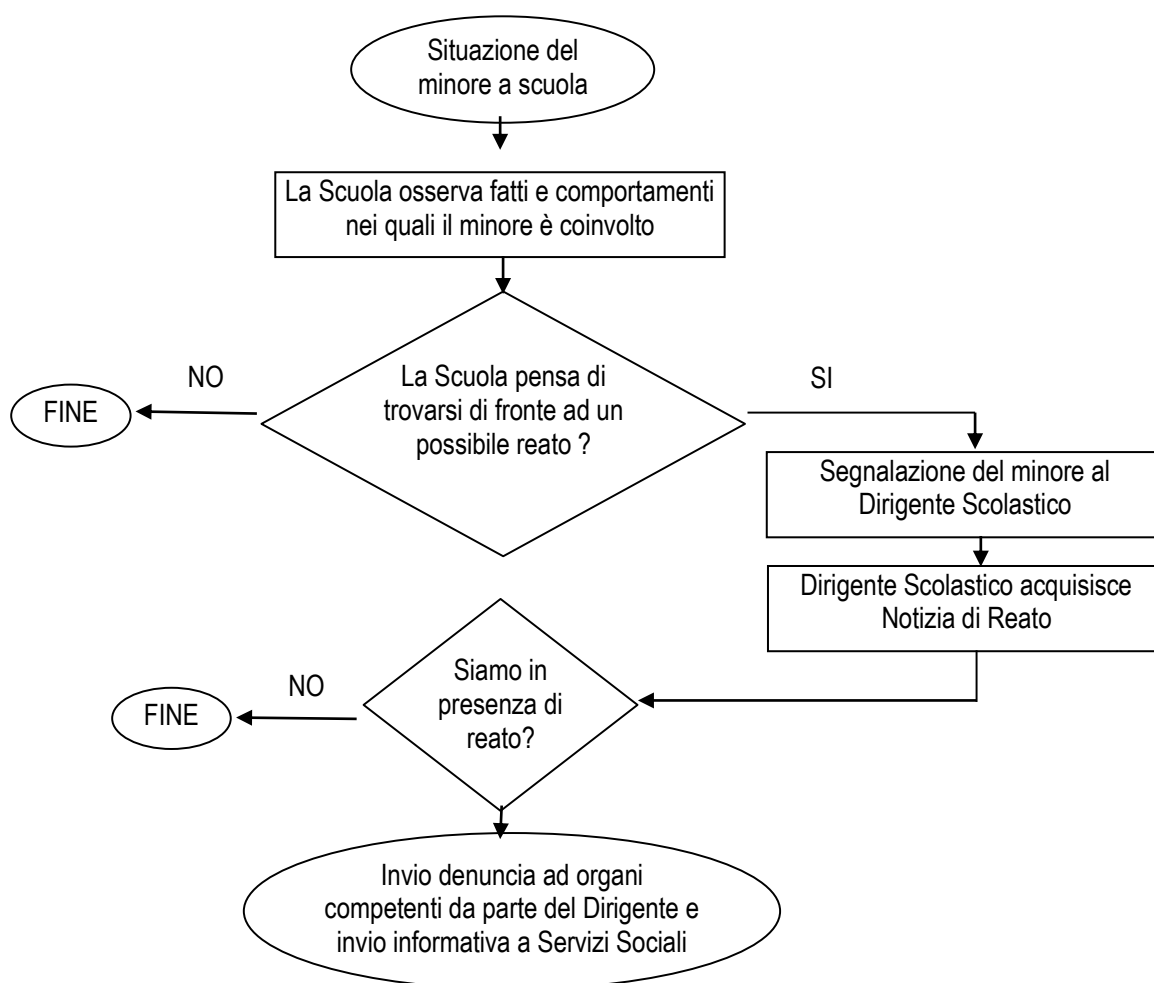 Situazione del
minore a scuola
La Scuola osserva fatti e comportamenti
nei quali il minore è coinvolto
NO
La Scuola pensa di
trovarsi di fronte ad un
possibile reato ?
SI
FINE
Segnalazione del minore al
Dirigente Scolastico
Dirigente Scolastico acquisisce
Notizia di Reato
Siamo in
presenza di
reato?
NO
FINE
Invio denuncia ad organi
competenti da parte del Dirigente e
invio informativa a Servizi Sociali